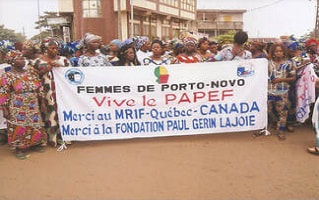 FEMMES DE PORTO-NOVO
Vive le PAPEF
Merci au MRIF-Québec-CANADA
Merci à la FONDATION PAUL GERIN LAJOIE